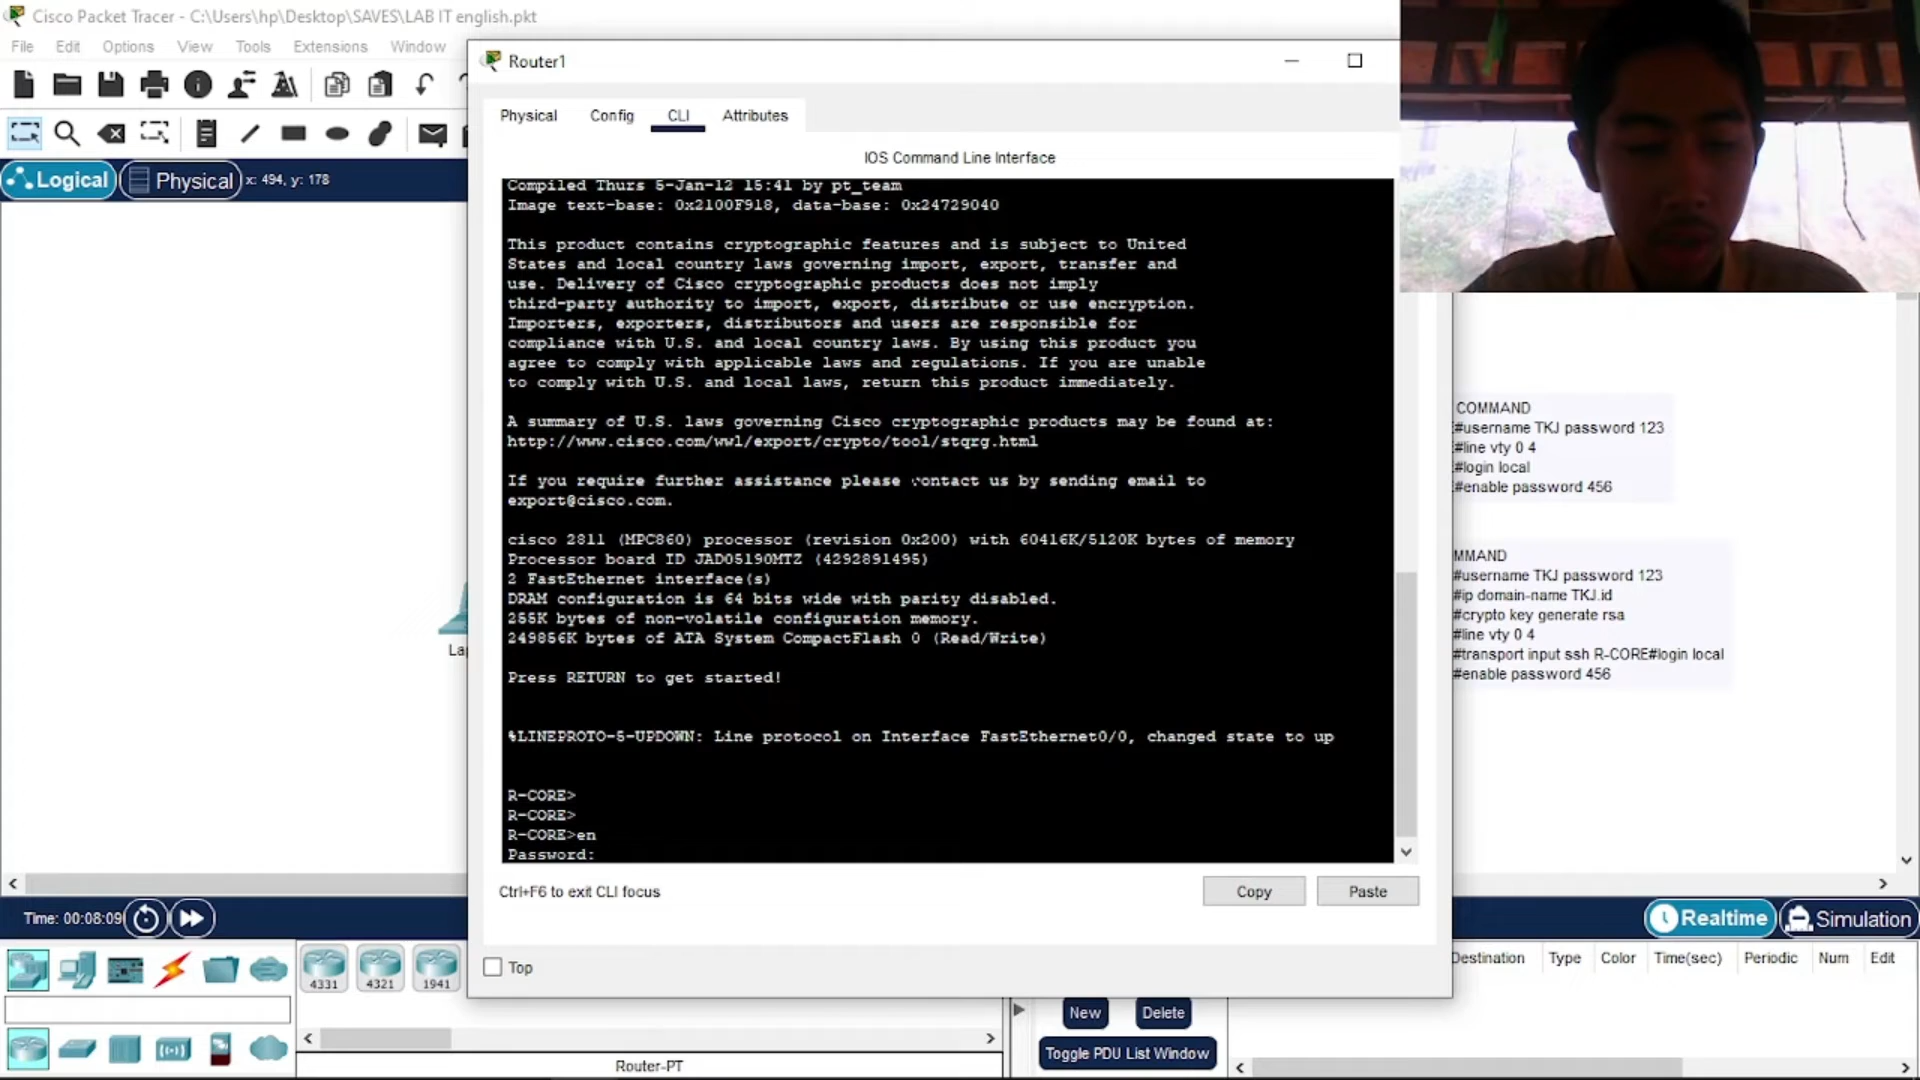 Cisco Packet Tracer - C:\Users\hp\Desktop\SAVES\LAB IT english.pkt
File Edit Options View Tools Extensions Window
Logical Physical x: 494, y: 178
Router1
Physical Config CLI Attributes
IOS Command Line Interface
Compiled Thurs 5-Jan-12 15:41 by pt_team
Image text-base: 0x2100F918, data-base: 0x24729040
This product contains cryptographic features and is subject to United
States and local country laws governing import, export, transfer and
use. Delivery of Cisco cryptographic products does not imply
third-party authority to import, export, distribute or use encryption.
Importers, exporters, distributors and users are responsible for
compliance with U.S. and local country laws. By using this product you
agree to comply with applicable laws and regulations. If you are unable
to comply with U.S. and local laws, return this product immediately.
A summary of U.S. laws governing Cisco cryptographic products may be found at:
http://www.cisco.com/wwl/export/crypto/tool/stqrg.html
If you require further assistance please contact us by sending email to
export@cisco.com.
cisco 2811 (MPC860) processor (revision 0x200) with 60416K/5120K bytes of memory
Processor board ID JAD05190MTZ (4292891495)
2 FastEthernet interface(s)
DRAM configuration is 64 bits wide with parity disabled.
255K bytes of non-volatile configuration memory.
249856K bytes of ATA System CompactFlash 0 (Read/Write)
Press RETURN to get started!
%LINEPROTO-5-UPDOWN: Line protocol on Interface FastEthernet0/0, changed state to up
R-CORE>
R-CORE>
R-CORE>en
Password:
Ctrl+F6 to exit CLI focus
Copy Paste
Top
COMMAND
#username TKJ password 123
#line vty 0 4
#login local
#enable password 456
MMAND
#username TKJ password 123
#ip domain-name TKJ.id
#crypto key generate rsa
#line vty 0 4
#transport input ssh R-CORE#login local
#enable password 456
Lap
Time: 00:08:09
Realtime Simulation
4331 4321 1941
Router-PT
New Delete
Toggle PDU List Window
Destination Type Color Time(sec) Periodic Num Edit